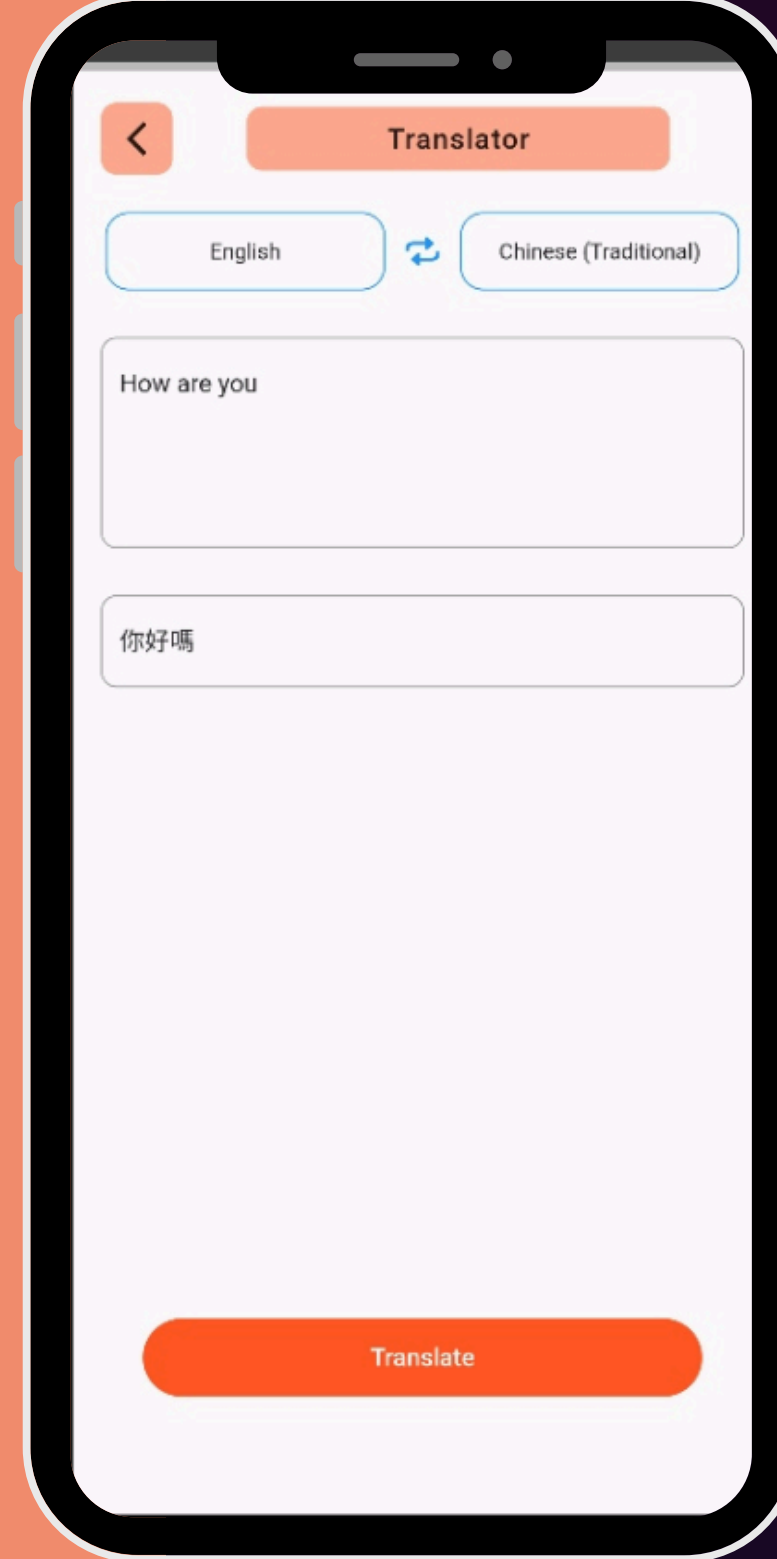 Translator
English
Chinese (Traditional)
How are you
你好嗎
Translate